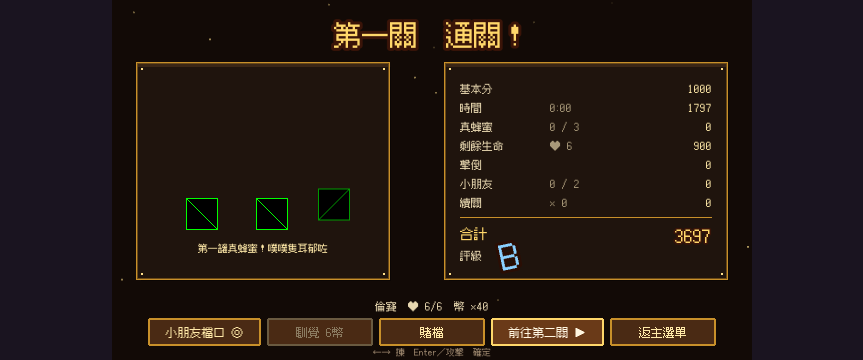 第一關 通關！
第一罐真蜂蜜！噗噗隻耳郁咗
基本分 1000
時間 0:00 1797
真蜂蜜 0 / 3 0
剩餘生命 ♥ 6 900
擊倒 0
小朋友 0 / 2 0
續關 × 0 0
合計 3697
評級 B
倫寶 ♥ 6/6 幣 ×40
小朋友檔口 ◎
瞓覺 6幣
賭檔
前往第二關 ▶
返主選單
←→ 揀 Enter／攻擊 確定